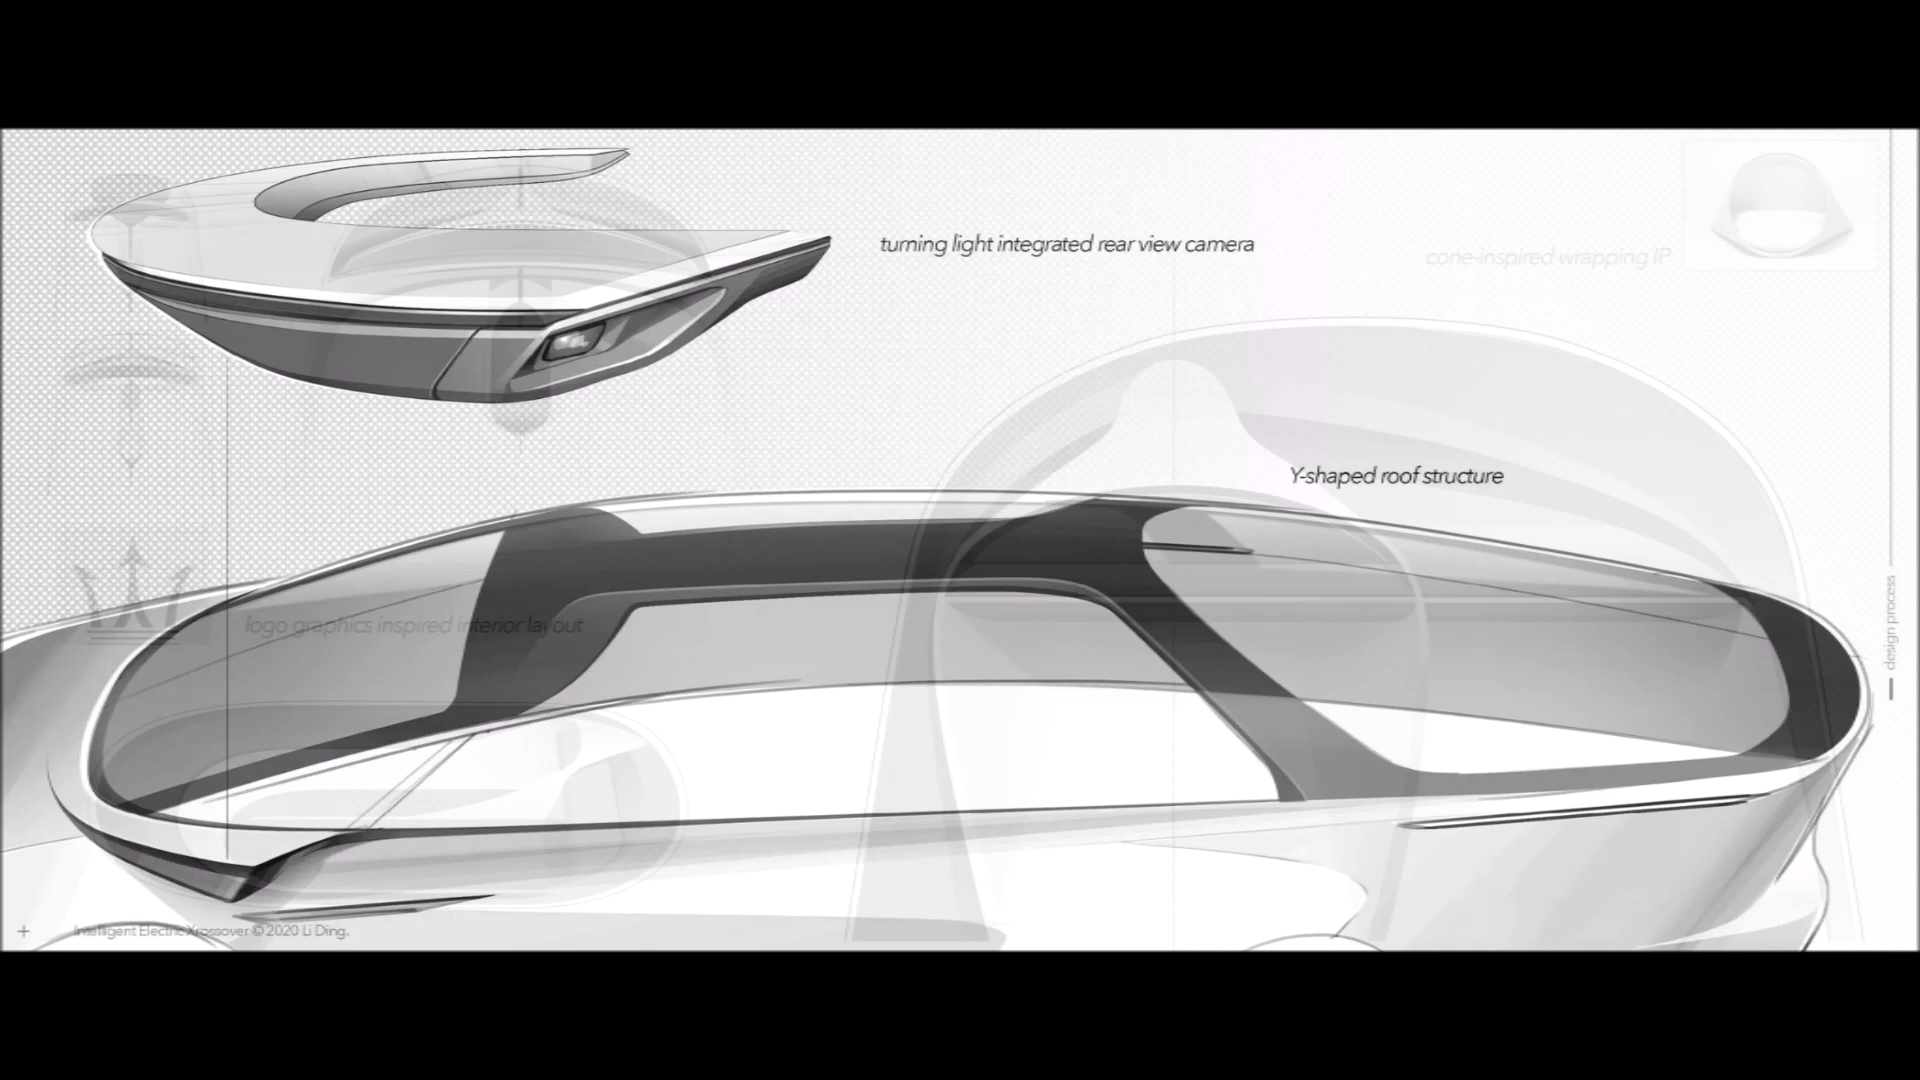 turning light integrated rear view camera
cone-inspired wrapping IP
Y-shaped roof structure
logo graphics inspired interior layout
design process
Intelligent Electric Xrossover © 2020 Li Ding.